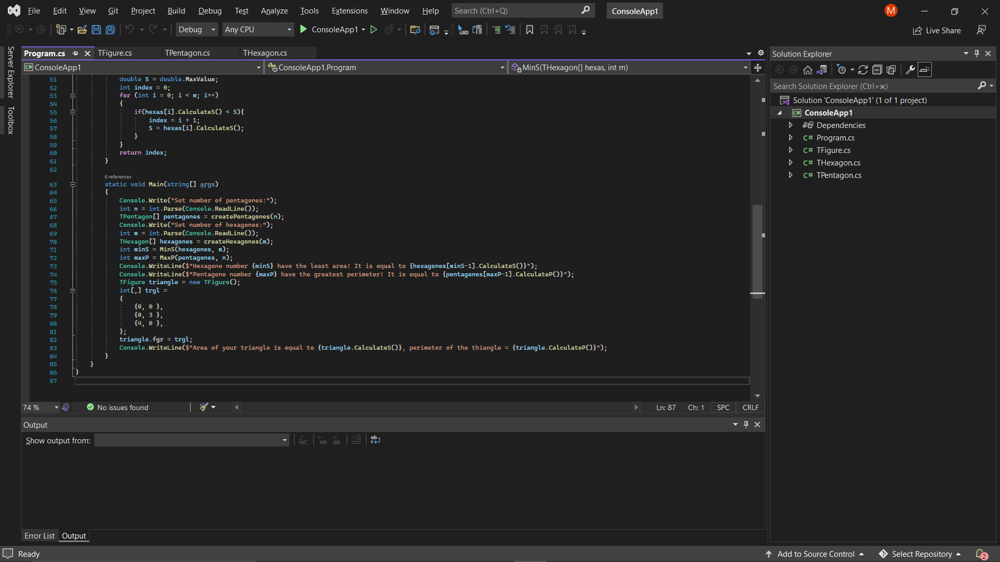 File Edit View Git Project Build Debug Test Analyze Tools Extensions Window Help Search (Ctrl+Q) ConsoleApp1 M
Debug Any CPU ConsoleApp1 Live Share
Server Explorer
Toolbox
Program.cs TFigure.cs TPentagon.cs THexagon.cs
C# ConsoleApp1 ConsoleApp1.Program MinS(THexagon[] hexas, int m)
51 double S = double.MaxValue;
52 int index = 0;
53 for (int i = 0; i < m; i++)
54 {
55 if(hexas[i].CalculateS() < S){
56 index = i + 1;
57 S = hexas[i].CalculateS();
58 }
59 }
60 return index;
61 }
62
0 references
63 static void Main(string[] args)
64 {
65 Console.Write("Set number of pentagones:");
66 int n = int.Parse(Console.ReadLine());
67 TPentagon[] pentagones = createPentagones(n);
68 Console.Write("Set number of hexagones:");
69 int m = int.Parse(Console.ReadLine());
70 THexagon[] hexagones = createHexagones(m);
71 int minS = MinS(hexagones, m);
72 int maxP = MaxP(pentagones, n);
73 Console.WriteLine($"Hexagone number {minS} have the least area! It is equal to {hexagones[minS-1].CalculateS()}");
74 Console.WriteLine($"Pentagone number {maxP} have the greatest perimeter! It is equal to {pentagones[maxP-1].CalculateP()}");
75 TFigure triangle = new TFigure();
76 int[,] trgl =
77 {
78 {0, 0 },
79 {0, 3 },
80 {4, 0 },
81 };
82 triangle.fgr = trgl;
83 Console.WriteLine($"Area of your triangle is equal to {triangle.CalculateS()}, perimeter of the thiangle = {triangle.CalculateP()}");
84 }
85 }
86 }
87
74 % No issues found Ln: 87 Ch: 1 SPC CRLF
Output
Show output from:
Error List Output
Solution Explorer
Search Solution Explorer (Ctrl+ж)
Solution 'ConsoleApp1' (1 of 1 project)
C# ConsoleApp1
Dependencies
C# Program.cs
C# TFigure.cs
C# THexagon.cs
C# TPentagon.cs
Ready Add to Source Control Select Repository 2